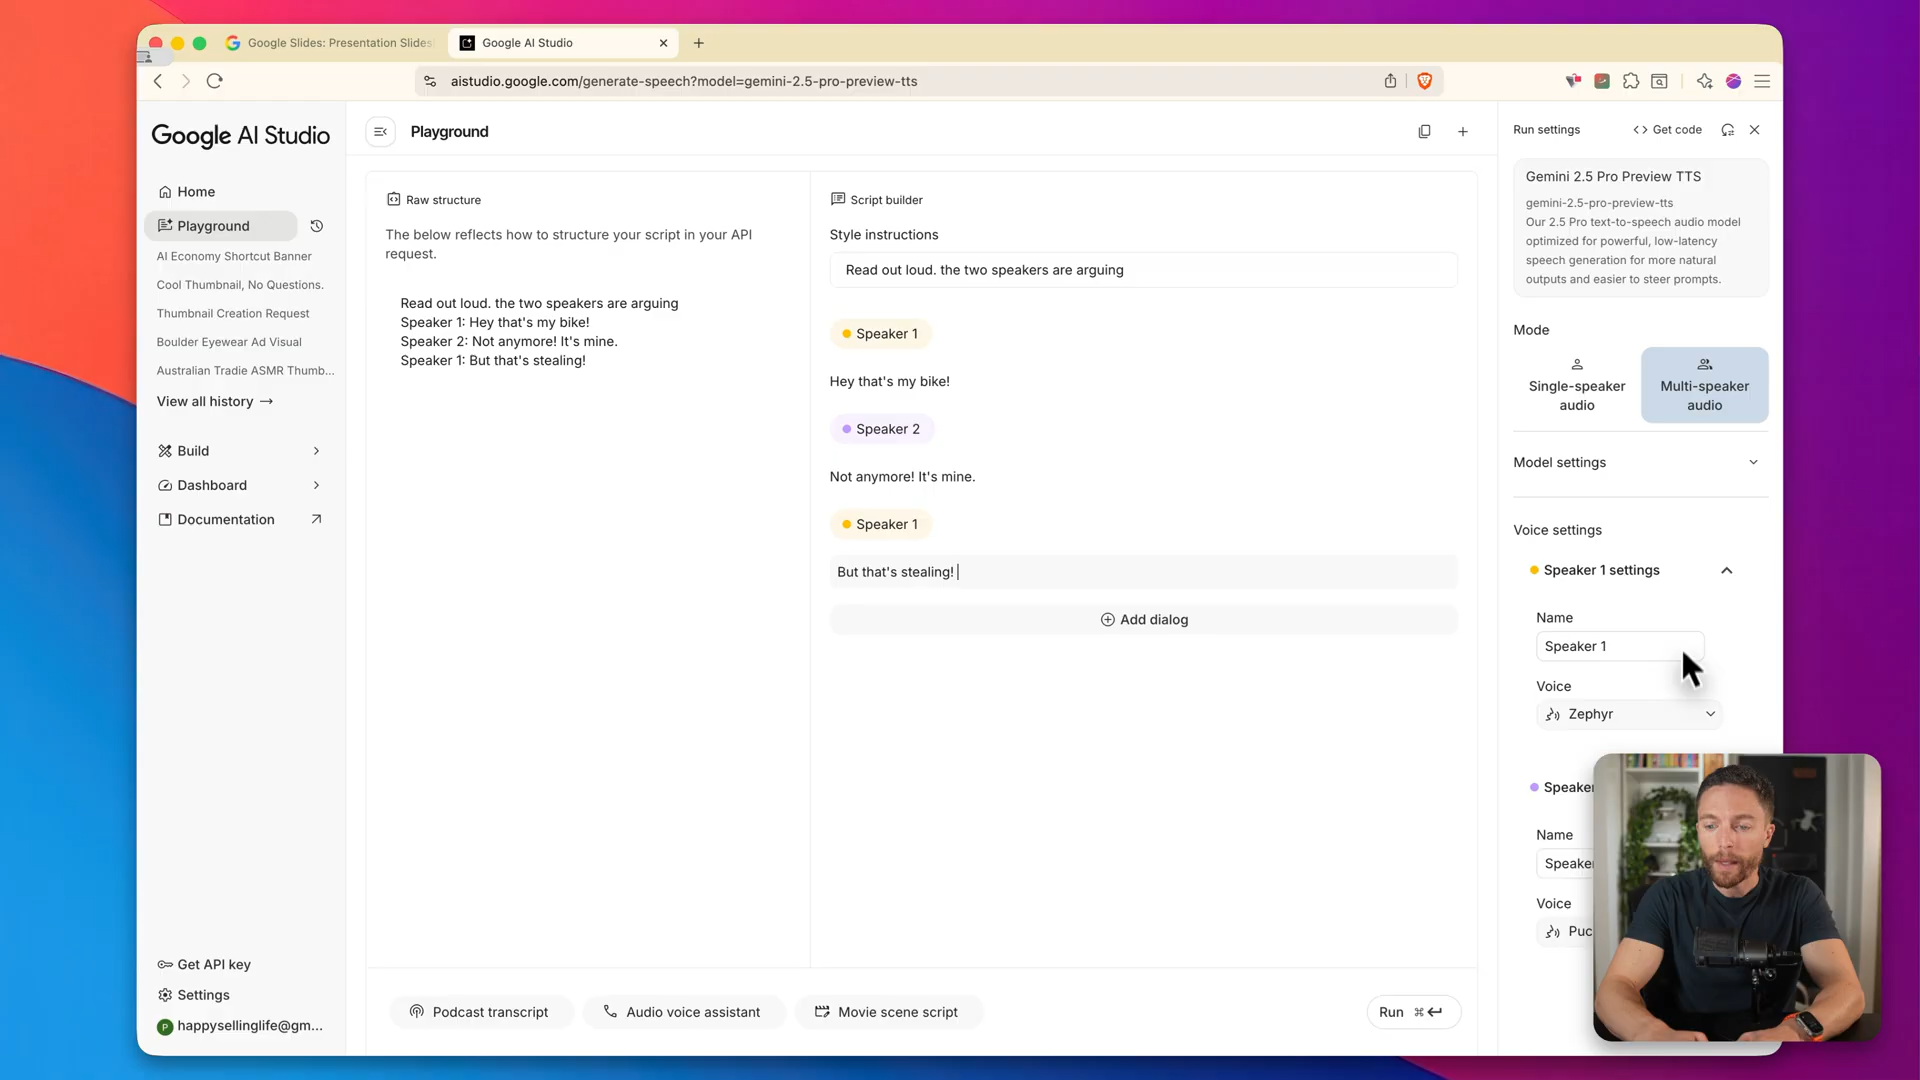 Google Slides: Presentation Slides
Google AI Studio
aistudio.google.com/generate-speech?model=gemini-2.5-pro-preview-tts
Google AI Studio
Home
Playground
AI Economy Shortcut Banner
Cool Thumbnail, No Questions.
Thumbnail Creation Request
Boulder Eyewear Ad Visual
Australian Tradie ASMR Thumb...
View all history →
Build
Dashboard
Documentation
Get API key
Settings
P happysellinglife@gm...
Playground
Raw structure
The below reflects how to structure your script in your API
request.
Read out loud. the two speakers are arguing
Speaker 1: Hey that's my bike!
Speaker 2: Not anymore! It's mine.
Speaker 1: But that's stealing!
Script builder
Style instructions
Read out loud. the two speakers are arguing
Speaker 1
Hey that's my bike!
Speaker 2
Not anymore! It's mine.
Speaker 1
But that's stealing!
Add dialog
Podcast transcript
Audio voice assistant
Movie scene script
Run ⌘ ↵
Run settings
<> Get code
Gemini 2.5 Pro Preview TTS
gemini-2.5-pro-preview-tts
Our 2.5 Pro text-to-speech audio model
optimized for powerful, low-latency
speech generation for more natural
outputs and easier to steer prompts.
Mode
Single-speaker
audio
Multi-speaker
audio
Model settings
Voice settings
Speaker 1 settings
Name
Speaker 1
Voice
Zephyr
Speaker
Name
Speaker
Voice
Puc